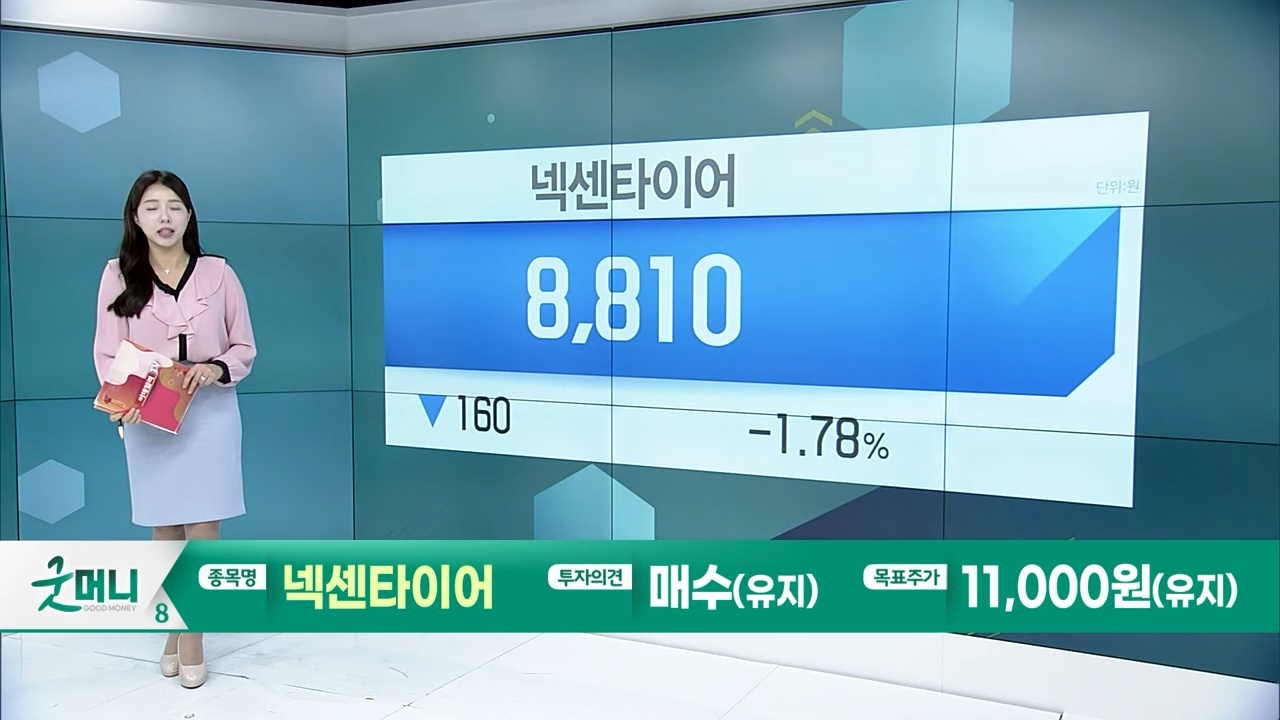 넥센타이어
단위:원
8,810
▼160
-1.78%
굿머니
GOOD MONEY
8
종목명 넥센타이어 투자의견 매수(유지) 목표주가 11,000원(유지)